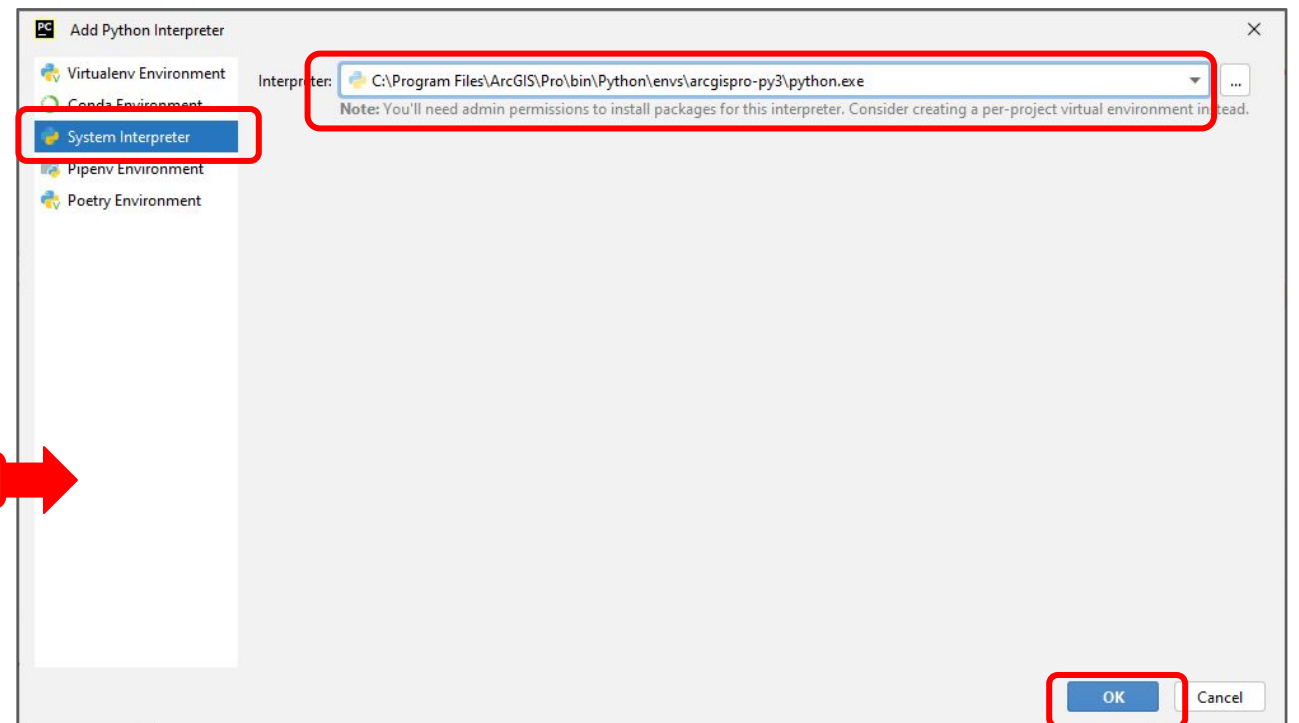 PC Add Python Interpreter
Virtualenv Environment
Interpreter: C:\Program Files\ArcGIS\Pro\bin\Python\envs\arcgispro-py3\python.exe ...
Conda Environment
Note: You'll need admin permissions to install packages for this interpreter. Consider creating a per-project virtual environment instead.
System Interpreter
Pipenv Environment
Poetry Environment
OK Cancel